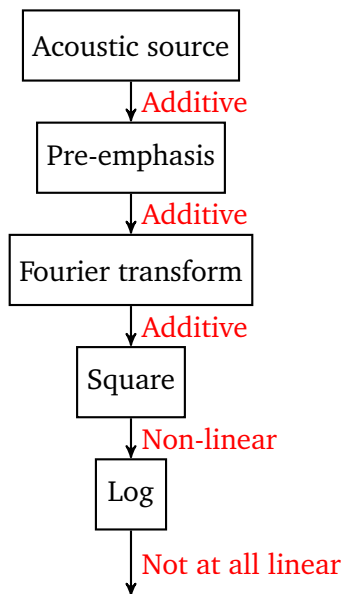 Acoustic source
Additive
Pre-emphasis
Additive
Fourier transform
Additive
Square
Non-linear
Log
Not at all linear